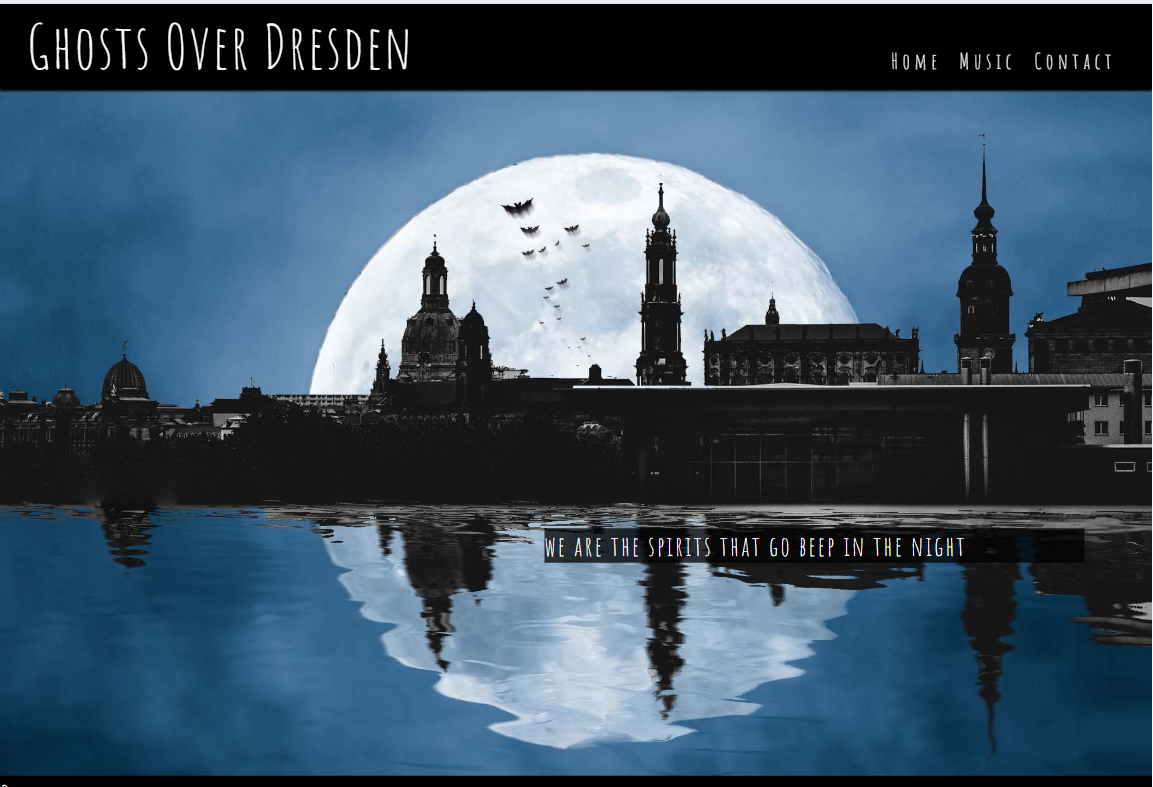 Ghosts Over Dresden
Home Music Contact
we are the spirits that go beep in the night